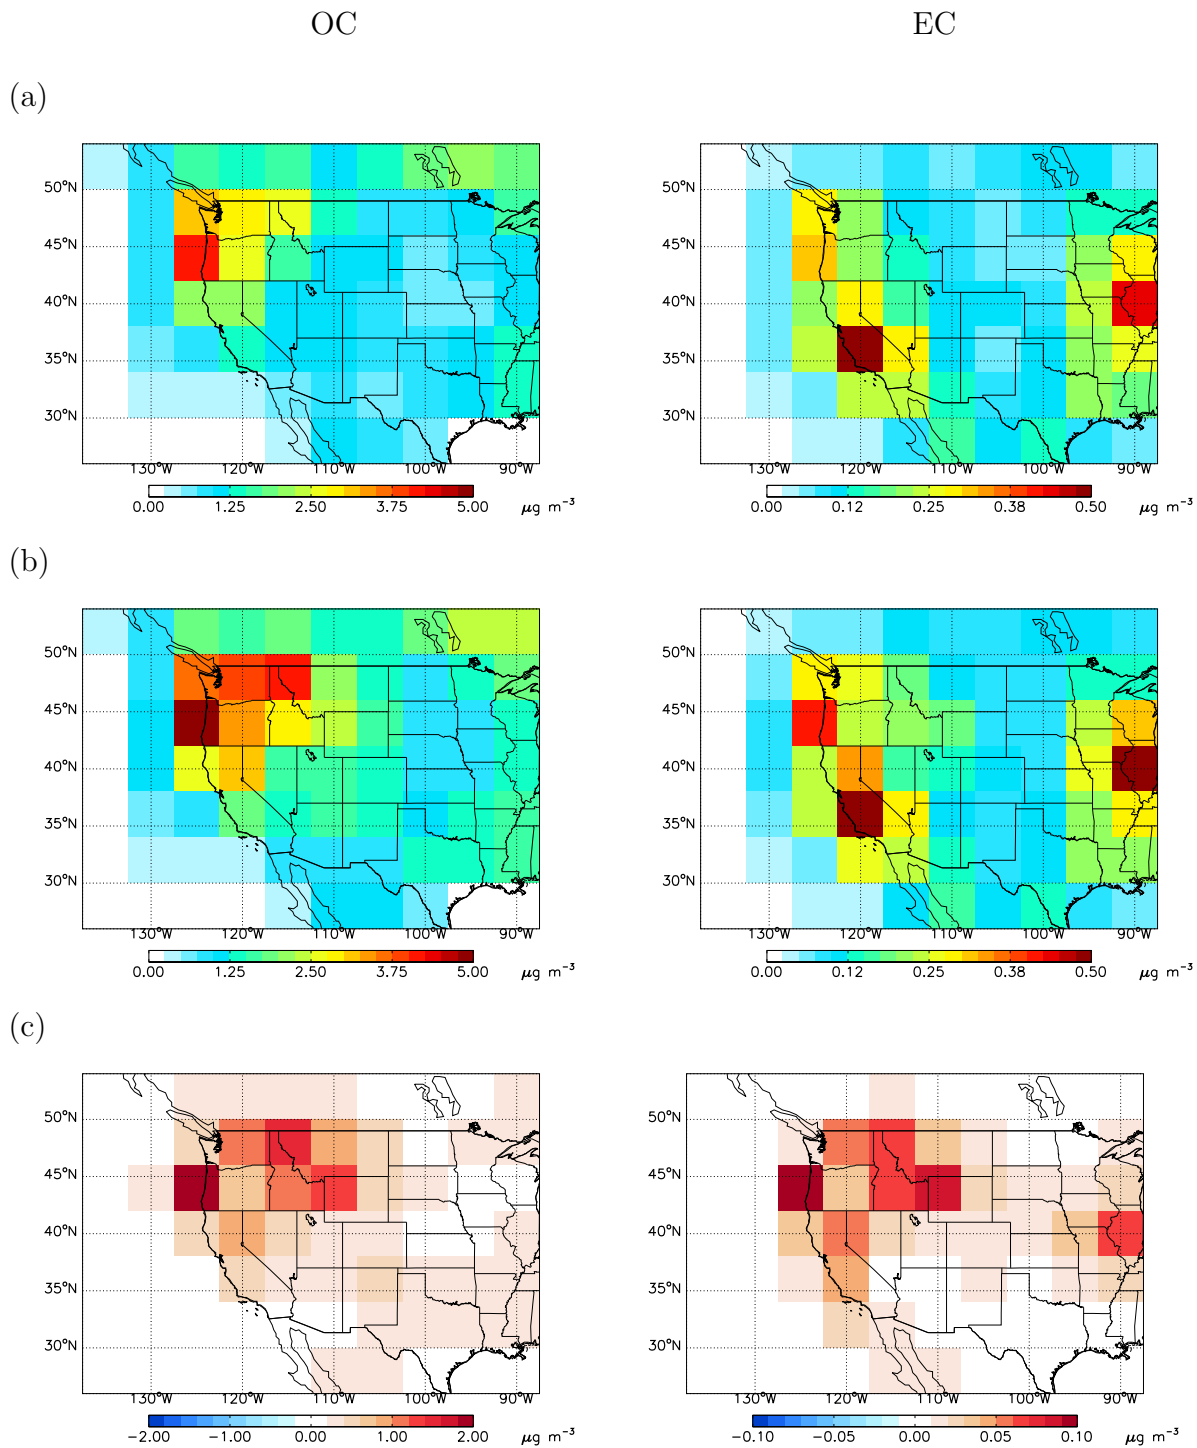 OC EC
(a)
50°N 50°N
45°N 45°N
40°N 40°N
35°N 35°N
30°N 30°N
130°W 120°W 110°W 100°W 90°W 130°W 120°W 110°W 100°W 90°W
0.00 1.25 2.50 3.75 5.00 μg m⁻³ 0.00 0.12 0.25 0.38 0.50 μg m⁻³
(b)
50°N 50°N
45°N 45°N
40°N 40°N
35°N 35°N
30°N 30°N
130°W 120°W 110°W 100°W 90°W 130°W 120°W 110°W 100°W 90°W
0.00 1.25 2.50 3.75 5.00 μg m⁻³ 0.00 0.12 0.25 0.38 0.50 μg m⁻³
(c)
50°N 50°N
45°N 45°N
40°N 40°N
35°N 35°N
30°N 30°N
130°W 120°W 110°W 100°W 90°W 130°W 120°W 110°W 100°W 90°W
−2.00 −1.00 0.00 1.00 2.00 μg m⁻³ −0.10 −0.05 0.00 0.05 0.10 μg m⁻³